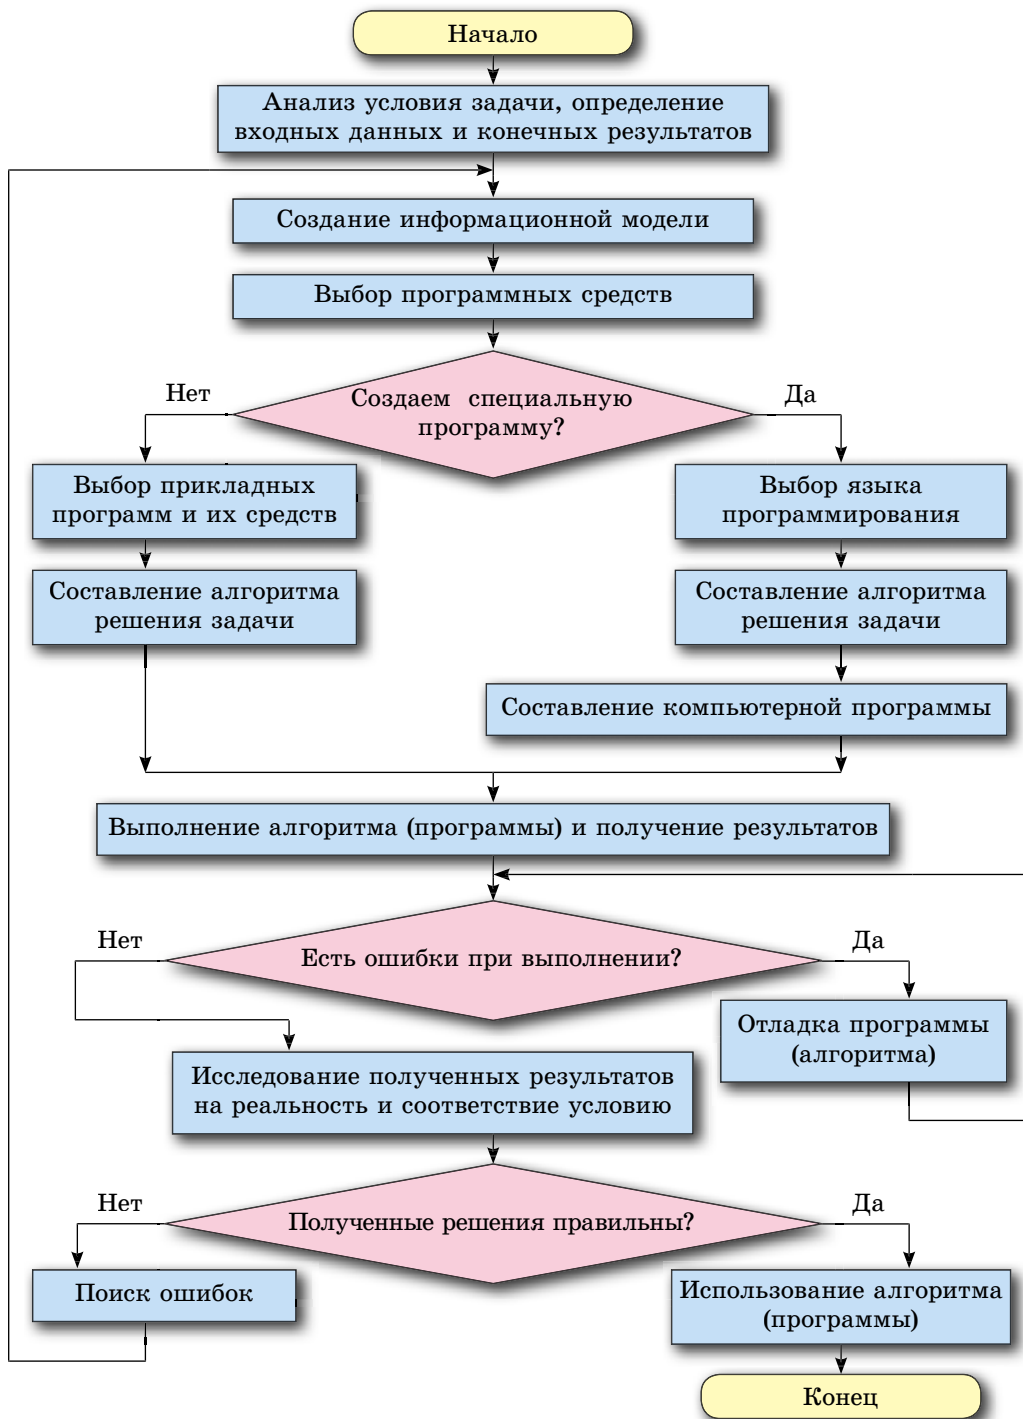 Начало
Анализ условия задачи, определение
входных данных и конечных результатов
Создание информационной модели
Выбор программных средств
Создаем специальную
программу?
Нет
Да
Выбор прикладных
программ и их средств
Выбор языка
программирования
Составление алгоритма
решения задачи
Составление алгоритма
решения задачи
Составление компьютерной программы
Выполнение алгоритма (программы) и получение результатов
Есть ошибки при выполнении?
Нет
Да
Отладка программы
(алгоритма)
Исследование полученных результатов
на реальность и соответствие условию
Полученные решения правильны?
Нет
Да
Поиск ошибок
Использование алгоритма
(программы)
Конец